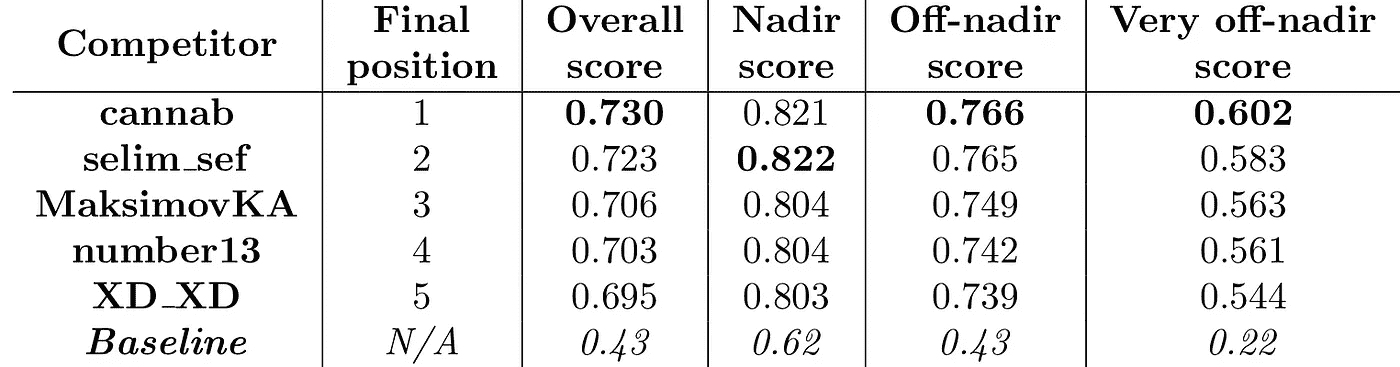 Competitor Final position Overall score Nadir score Off-nadir score Very off-nadir score
cannab 1 0.730 0.821 0.766 0.602
selim_sef 2 0.723 0.822 0.765 0.583
MaksimovKA 3 0.706 0.804 0.749 0.563
number13 4 0.703 0.804 0.742 0.561
XD_XD 5 0.695 0.803 0.739 0.544
Baseline N/A 0.43 0.62 0.43 0.22